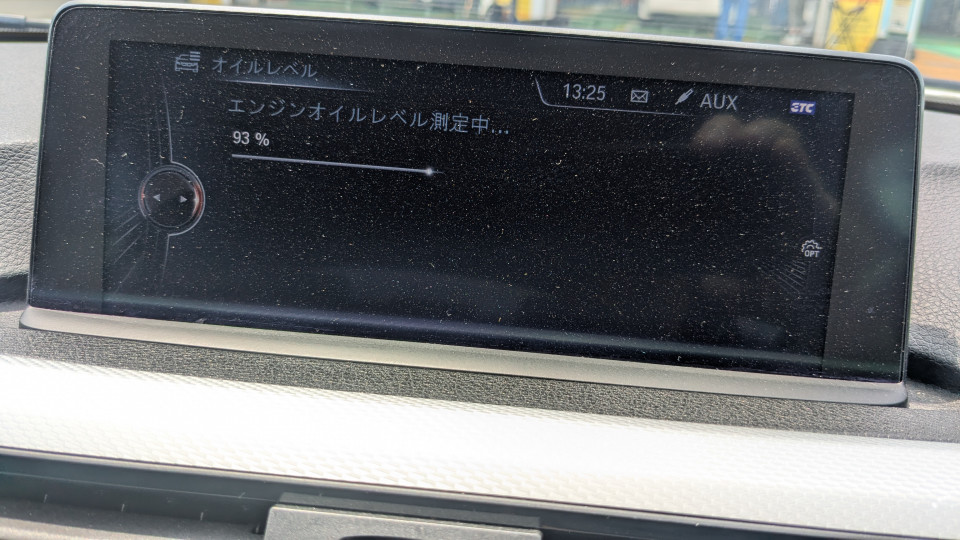 オイルレベル
13:25 AUX ETC
エンジンオイルレベル測定中...
93 %
OPT